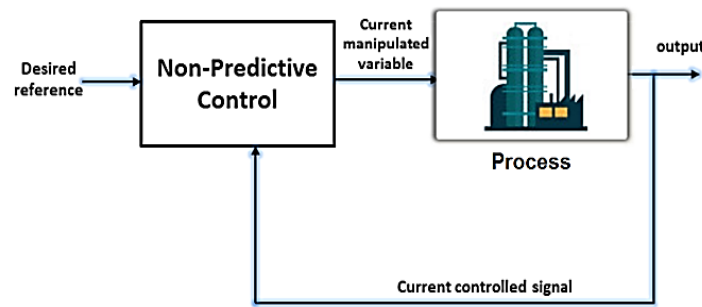 Desired
reference
Non-Predictive
Control
Current
manipulated
variable
Process
output
Current controlled signal